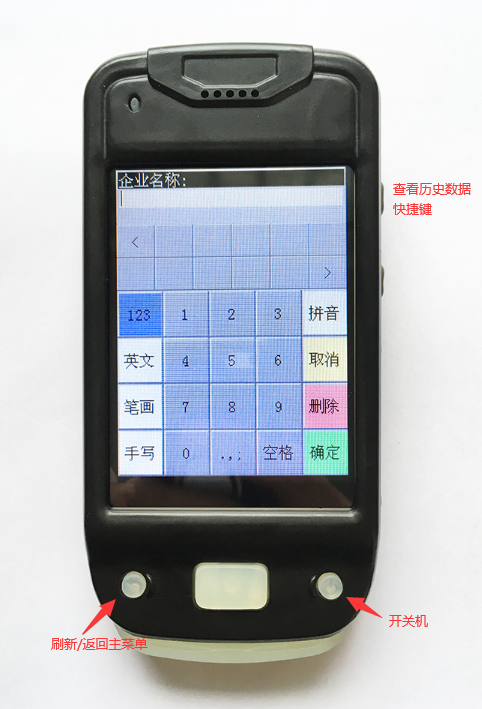 企业名称:
<
>
123 1 2 3 拼音
英文 4 5 6 取消
笔画 7 8 9 删除
手写 0 .,; 空格 确定
查看历史数据
快捷键
刷新/返回主菜单
开关机